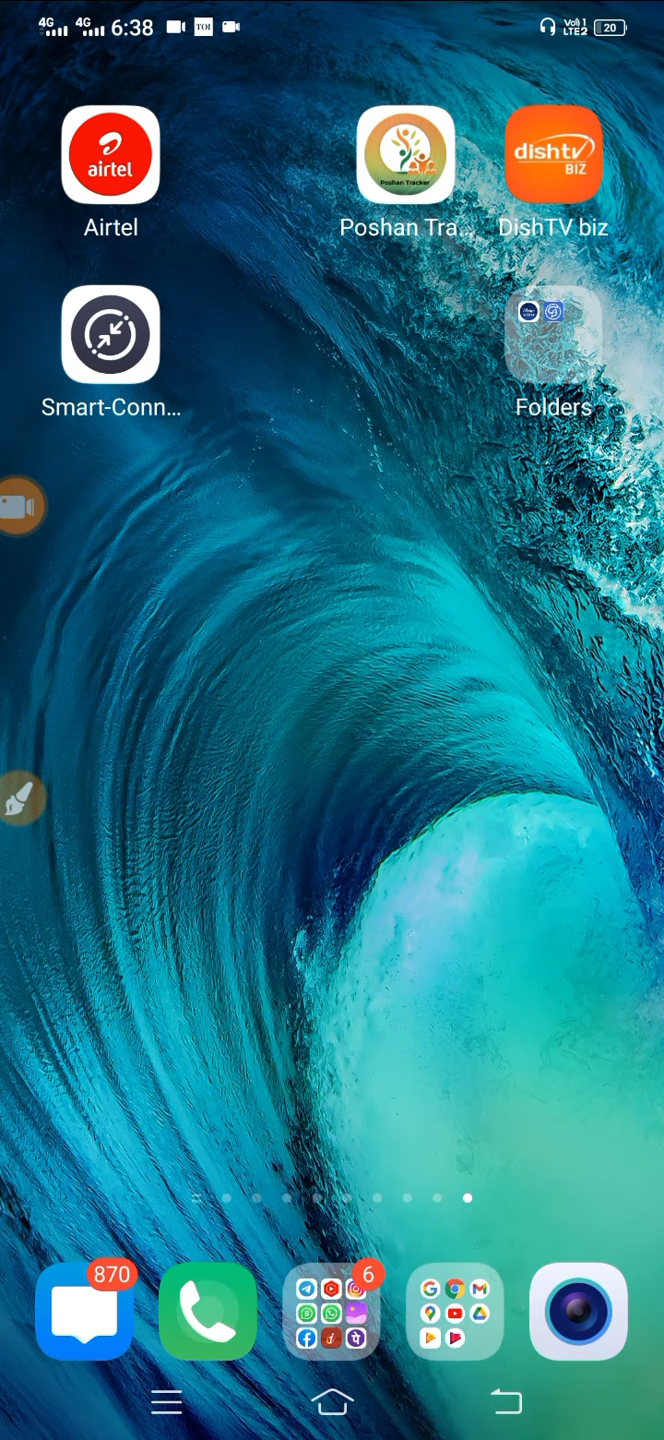 4G 4G 6:38 TOI VoI) 1 LTE2 20
airtel
Poshan Tracker
dishtv
BIZ
Airtel
Poshan Tra...
DishTV biz
Smart-Conn...
Folders
870
6